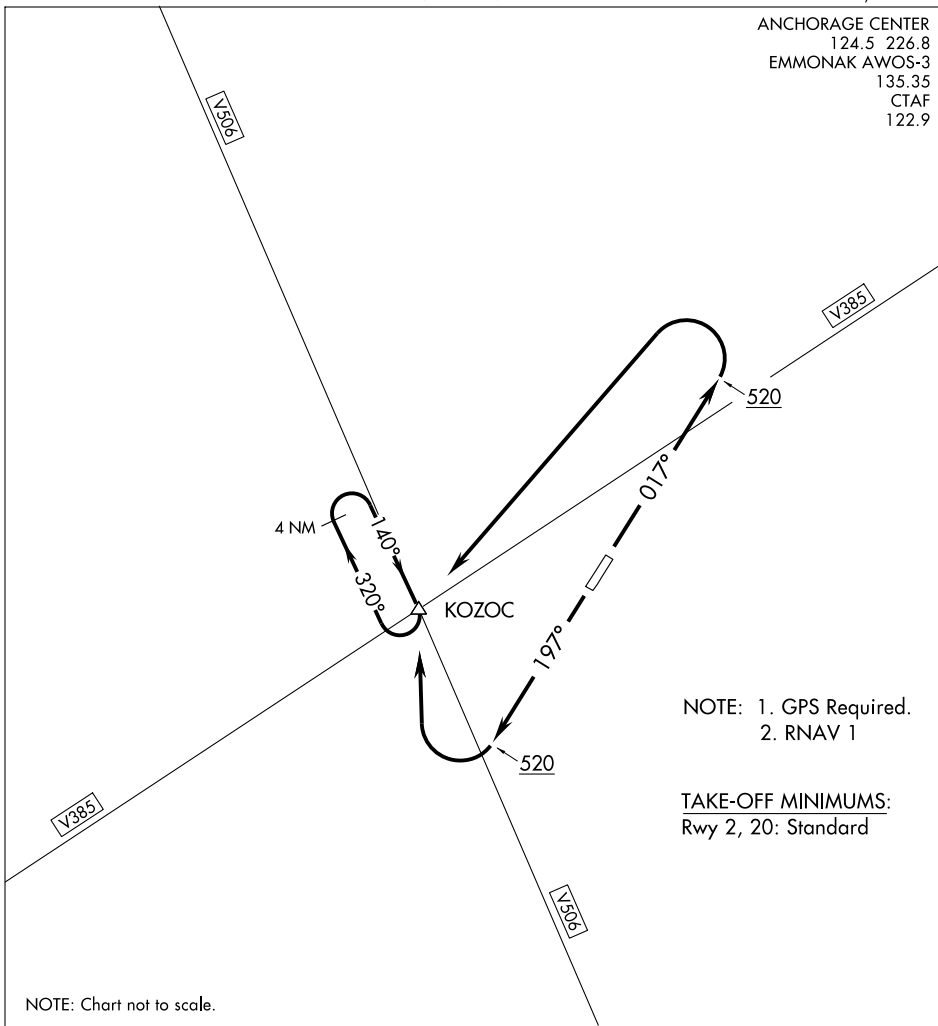 ANCHORAGE CENTER
124.5 226.8
EMMONAK AWOS-3
135.35
CTAF
122.9
V506
V385
520
017°
4 NM
140°
320°
KOZOC
197°
NOTE: 1. GPS Required.
2. RNAV 1
520
TAKE-OFF MINIMUMS:
Rwy 2, 20: Standard
V385
V506
NOTE: Chart not to scale.